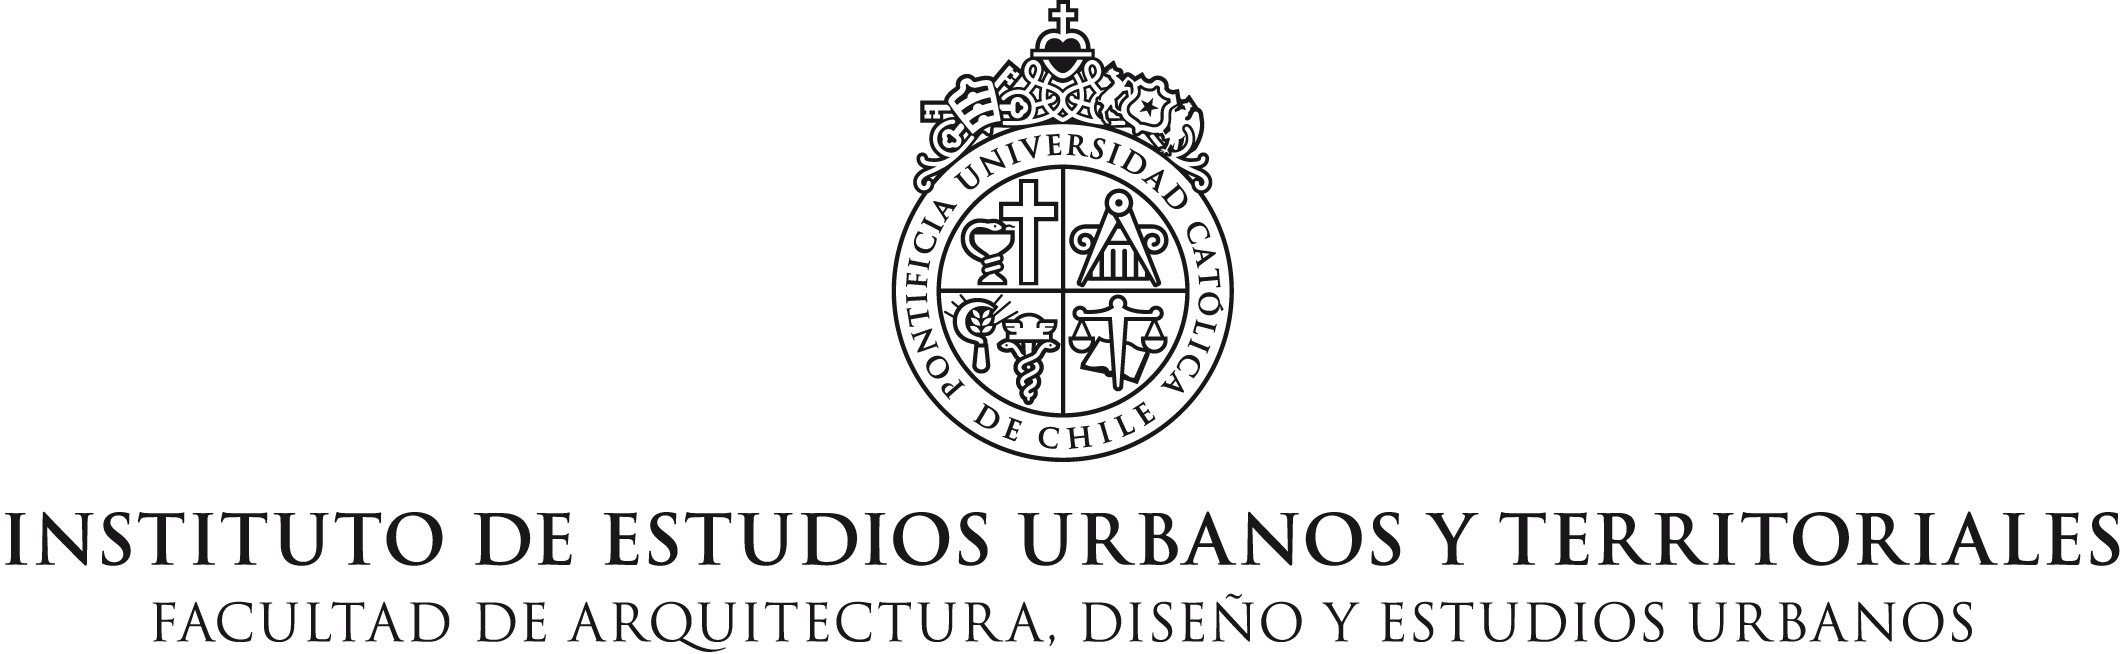 PONTIFICIA UNIVERSIDAD CATÓLICA DE CHILE
INSTITUTO DE ESTUDIOS URBANOS Y TERRITORIALES
FACULTAD DE ARQUITECTURA, DISEÑO Y ESTUDIOS URBANOS